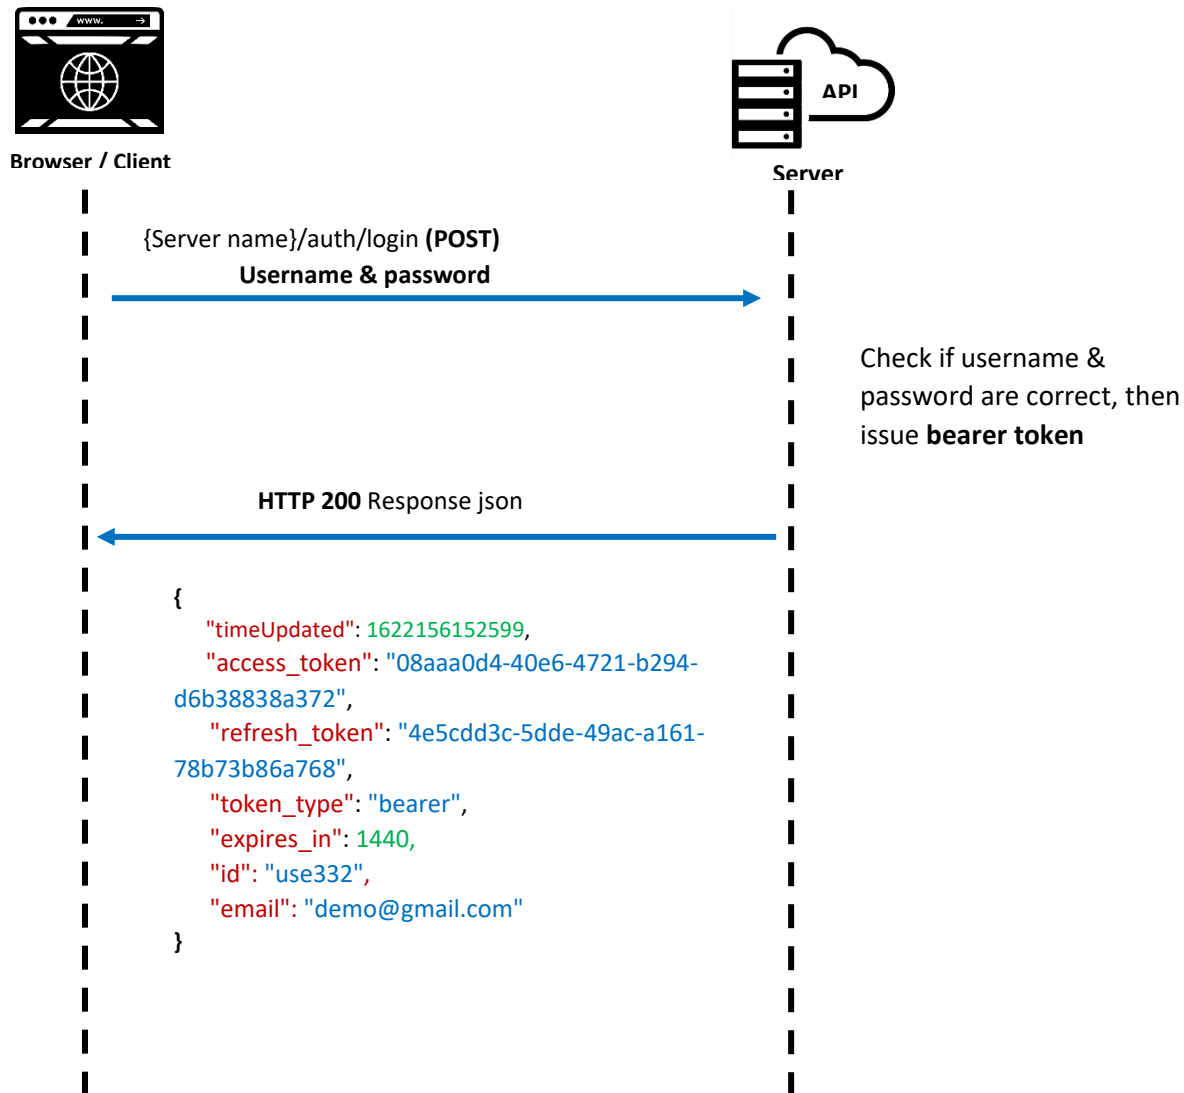 www.
API
Browser / Client
Server
{Server name}/auth/login (POST)
Username & password
Check if username &
password are correct, then
issue bearer token
HTTP 200 Response json
{
"timeUpdated": 1622156152599,
"access_token": "08aaa0d4-40e6-4721-b294-
d6b38838a372",
"refresh_token": "4e5cdd3c-5dde-49ac-a161-
78b73b86a768",
"token_type": "bearer",
"expires_in": 1440,
"id": "use332",
"email": "demo@gmail.com"
}